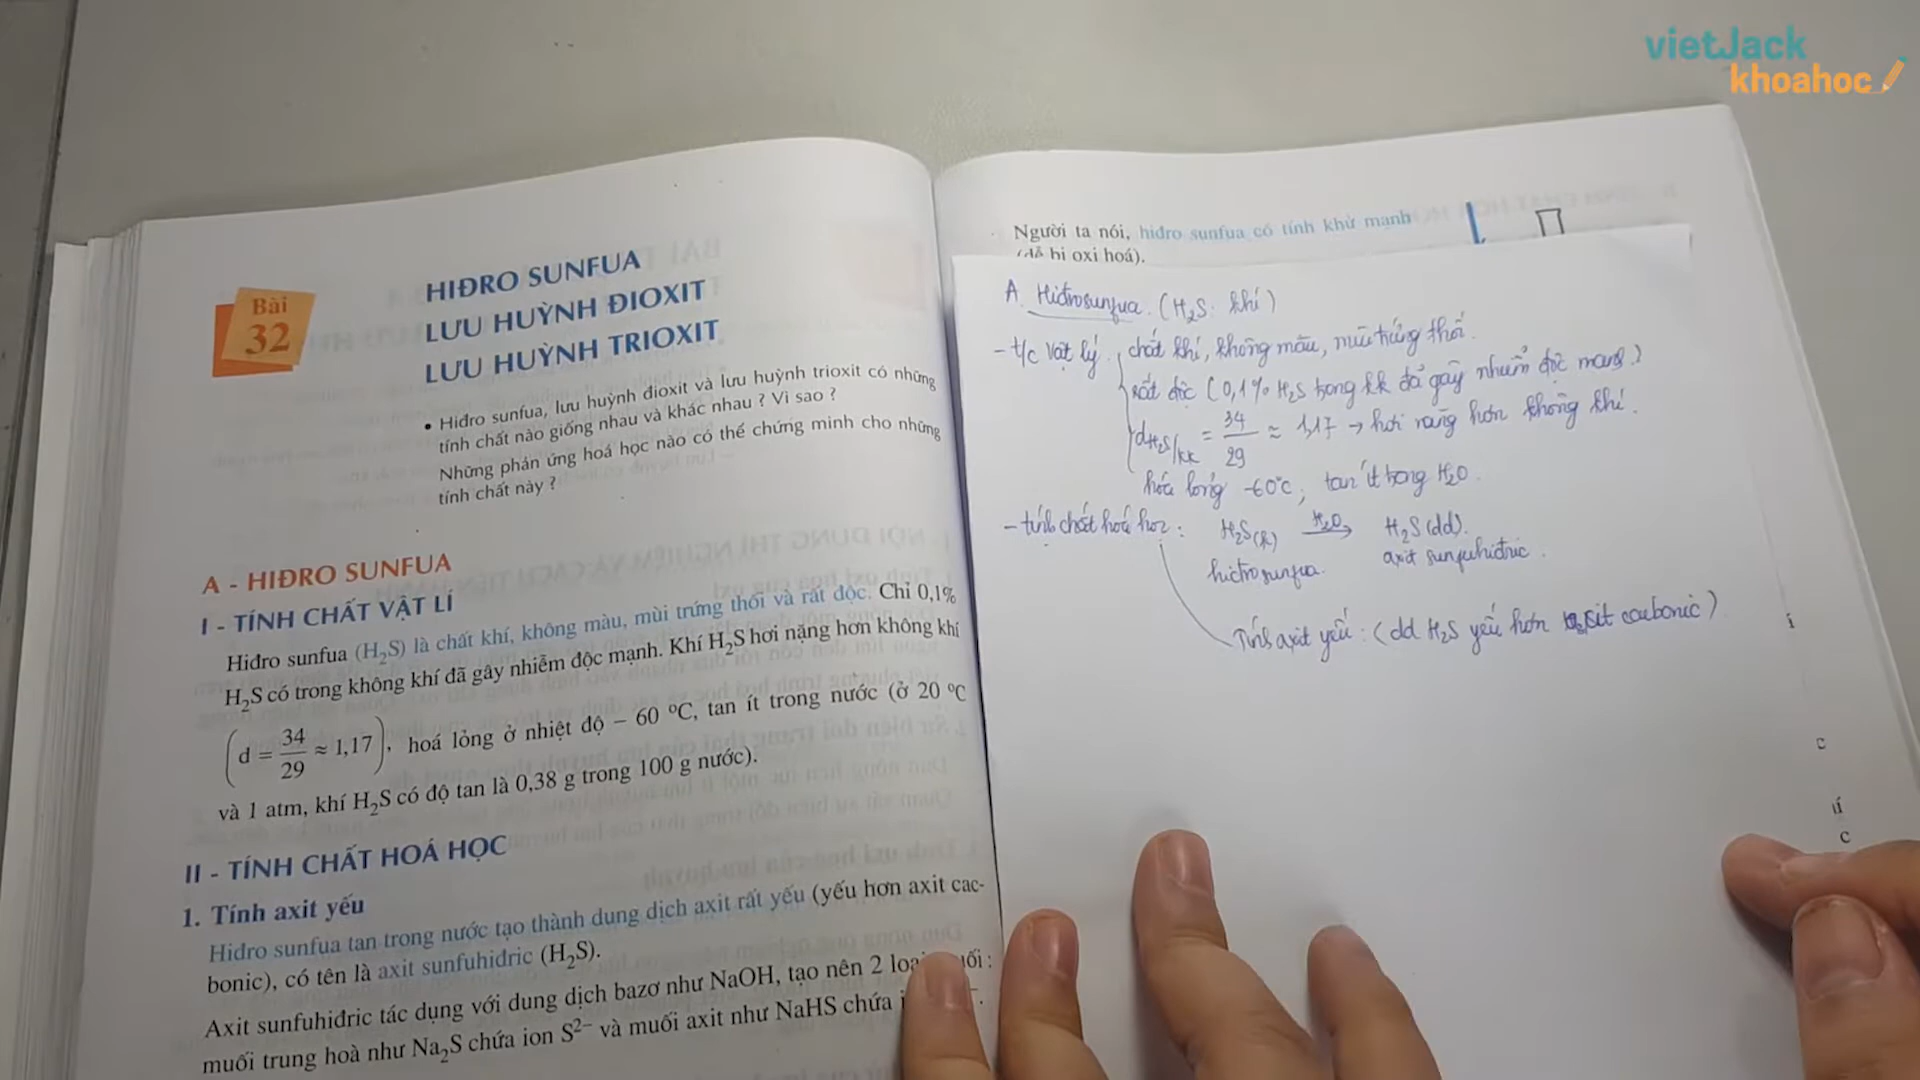 vietJack
khoahoc
Bài
32
HIĐRO SUNFUA
LƯU HUỲNH ĐIOXIT
LƯU HUỲNH TRIOXIT
• Hiđro sunfua, lưu huỳnh đioxit và lưu huỳnh trioxit có những
tính chất nào giống nhau và khác nhau ? Vì sao ?
Những phản ứng hoá học nào có thể chứng minh cho những
tính chất này ?
A - HIĐRO SUNFUA
I - TÍNH CHẤT VẬT LÍ
Hiđro sunfua (H₂S) là chất khí, không màu, mùi trứng thối và rất độc. Chỉ 0,1%
H₂S có trong không khí đã gây nhiễm độc mạnh. Khí H₂S hơi nặng hơn không khí
(d = 34/29 ≈ 1,17), hoá lỏng ở nhiệt độ – 60 °C, tan ít trong nước (ở 20 °C
và 1 atm, khí H₂S có độ tan là 0,38 g trong 100 g nước).
II - TÍNH CHẤT HOÁ HỌC
1. Tính axit yếu
Hiđro sunfua tan trong nước tạo thành dung dịch axit rất yếu (yếu hơn axit cac-
bonic), có tên là axit sunfuhiđric (H₂S).
Axit sunfuhiđric tác dụng với dung dịch bazơ như NaOH, tạo nên 2 loại muối :
muối trung hoà như Na₂S chứa ion S²⁻ và muối axit như NaHS chứa
Người ta nói, hiđro sunfua có tính khử mạnh
(dễ bị oxi hoá).
A. Hiđrosunfua. (H₂S: khí)
- t/c vật lý: chất khí, không màu, mùi trứng thối.
rất độc (0,1% H₂S trong kk đã gây nhiễm độc mạng)
d H₂S/kk = 34/29 ≈ 1,17 → hơi nặng hơn không khí.
hóa lỏng -60°C, tan ít trong H₂O.
- tính chất hoá học: H₂S(k) H₂O→ H₂S (dd).
hiđrosunfua. axit sunfuhiđric.
Tính axit yếu: (dd H₂S yếu hơn axit cacbonic)